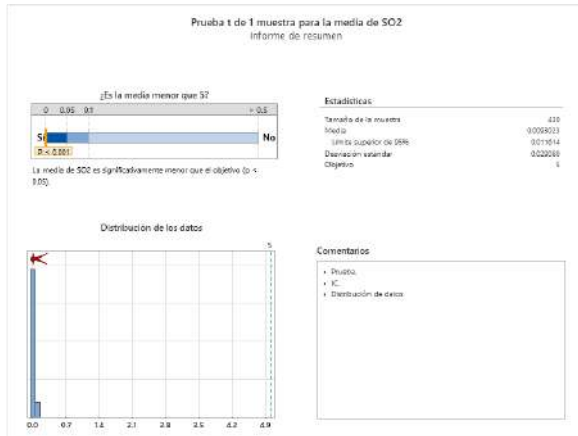 Prueba t de 1 muestra para la media de SO2
Informe de resumen
¿Es la media menor que 5?
0 0.05 0.1 > 0.5
Sí No
P < 0.001
La media de SO2 es significativamente menor que el objetivo (p < 0.05).
Estadísticas
Tamaño de la muestra
Media
Límite superior de 95%
Desviación estándar
Objetivo 5
Distribución de los datos
5
0.0 0.7 1.4 2.1 2.8 3.5 4.2 4.9
Comentarios
• Prueba.
• IC.
• Distribución de datos